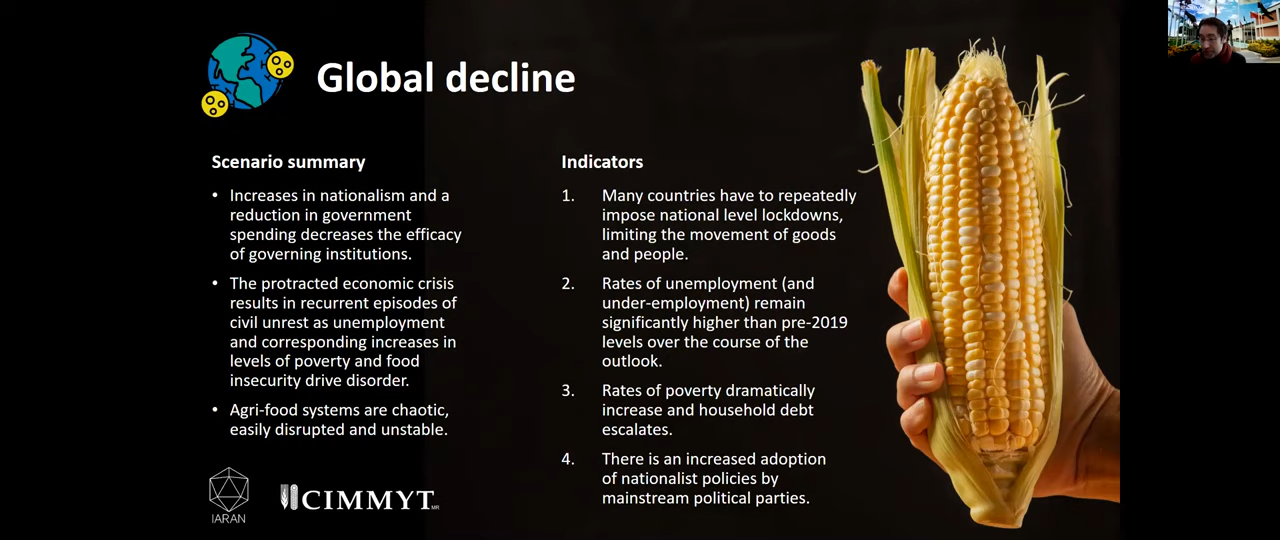 Global decline
Scenario summary
• Increases in nationalism and a
reduction in government
spending decreases the efficacy
of governing institutions.
• The protracted economic crisis
results in recurrent episodes of
civil unrest as unemployment
and corresponding increases in
levels of poverty and food
insecurity drive disorder.
• Agri-food systems are chaotic,
easily disrupted and unstable.
Indicators
1. Many countries have to repeatedly
impose national level lockdowns,
limiting the movement of goods
and people.
2. Rates of unemployment (and
under-employment) remain
significantly higher than pre-2019
levels over the course of the
outlook.
3. Rates of poverty dramatically
increase and household debt
escalates.
4. There is an increased adoption
of nationalist policies by
mainstream political parties.
IARAN
CIMMYT
MR